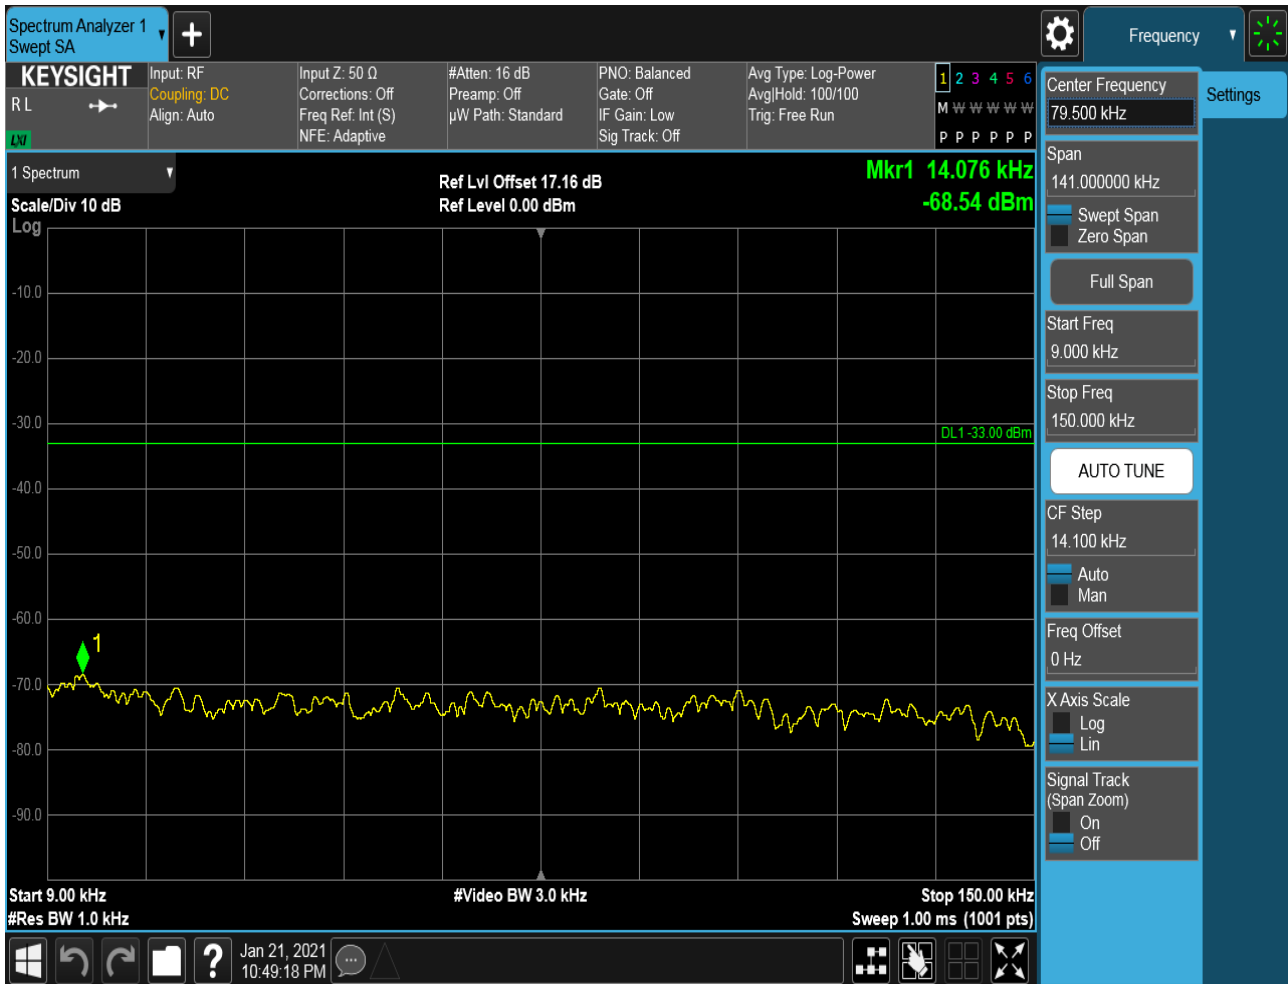 Spectrum Analyzer 1
Swept SA
Frequency
KEYSIGHT
R L
LXI
Input: RF
Coupling: DC
Align: Auto
Input Z: 50 Ω
Corrections: Off
Freq Ref: Int (S)
NFE: Adaptive
#Atten: 16 dB
Preamp: Off
µW Path: Standard
PNO: Balanced
Gate: Off
IF Gain: Low
Sig Track: Off
Avg Type: Log-Power
Avg|Hold: 100/100
Trig: Free Run
1 2 3 4 5 6
M W W W W W
P P P P P P
1 Spectrum
Scale/Div 10 dB
Log
Ref Lvl Offset 17.16 dB
Ref Level 0.00 dBm
Mkr1 14.076 kHz
-68.54 dBm
-10.0
-20.0
-30.0
DL1 -33.00 dBm
-40.0
-50.0
-60.0
1
-70.0
-80.0
-90.0
Start 9.00 kHz
#Res BW 1.0 kHz
#Video BW 3.0 kHz
Stop 150.00 kHz
Sweep 1.00 ms (1001 pts)
Center Frequency
79.500 kHz
Settings
Span
141.000000 kHz
Swept Span
Zero Span
Full Span
Start Freq
9.000 kHz
Stop Freq
150.000 kHz
AUTO TUNE
CF Step
14.100 kHz
Auto
Man
Freq Offset
0 Hz
X Axis Scale
Log
Lin
Signal Track
(Span Zoom)
On
Off
?
Jan 21, 2021
10:49:18 PM